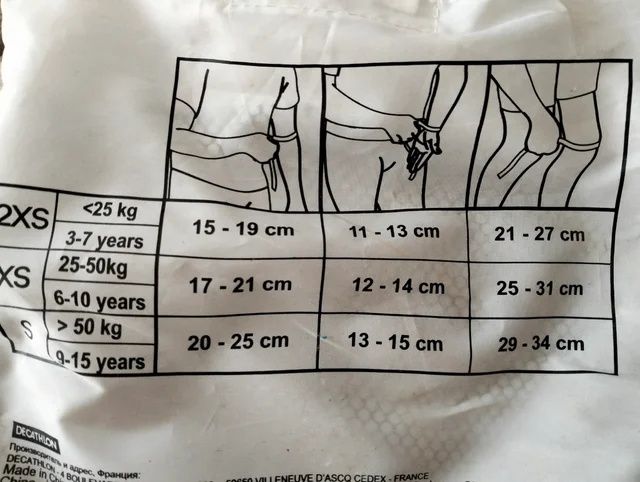 2XS
<25 kg
3-7 years
15 - 19 cm
11 - 13 cm
21 - 27 cm
XS
25-50kg
6-10 years
17 - 21 cm
12 - 14 cm
25 - 31 cm
S
> 50 kg
9-15 years
20 - 25 cm
13 - 15 cm
29 - 34 cm
DECATHLON
Производитель и адрес, Франция:
DECATHLON - 4 VILLENEUVE D'ASCQ CEDEX - FRANCE
Made in